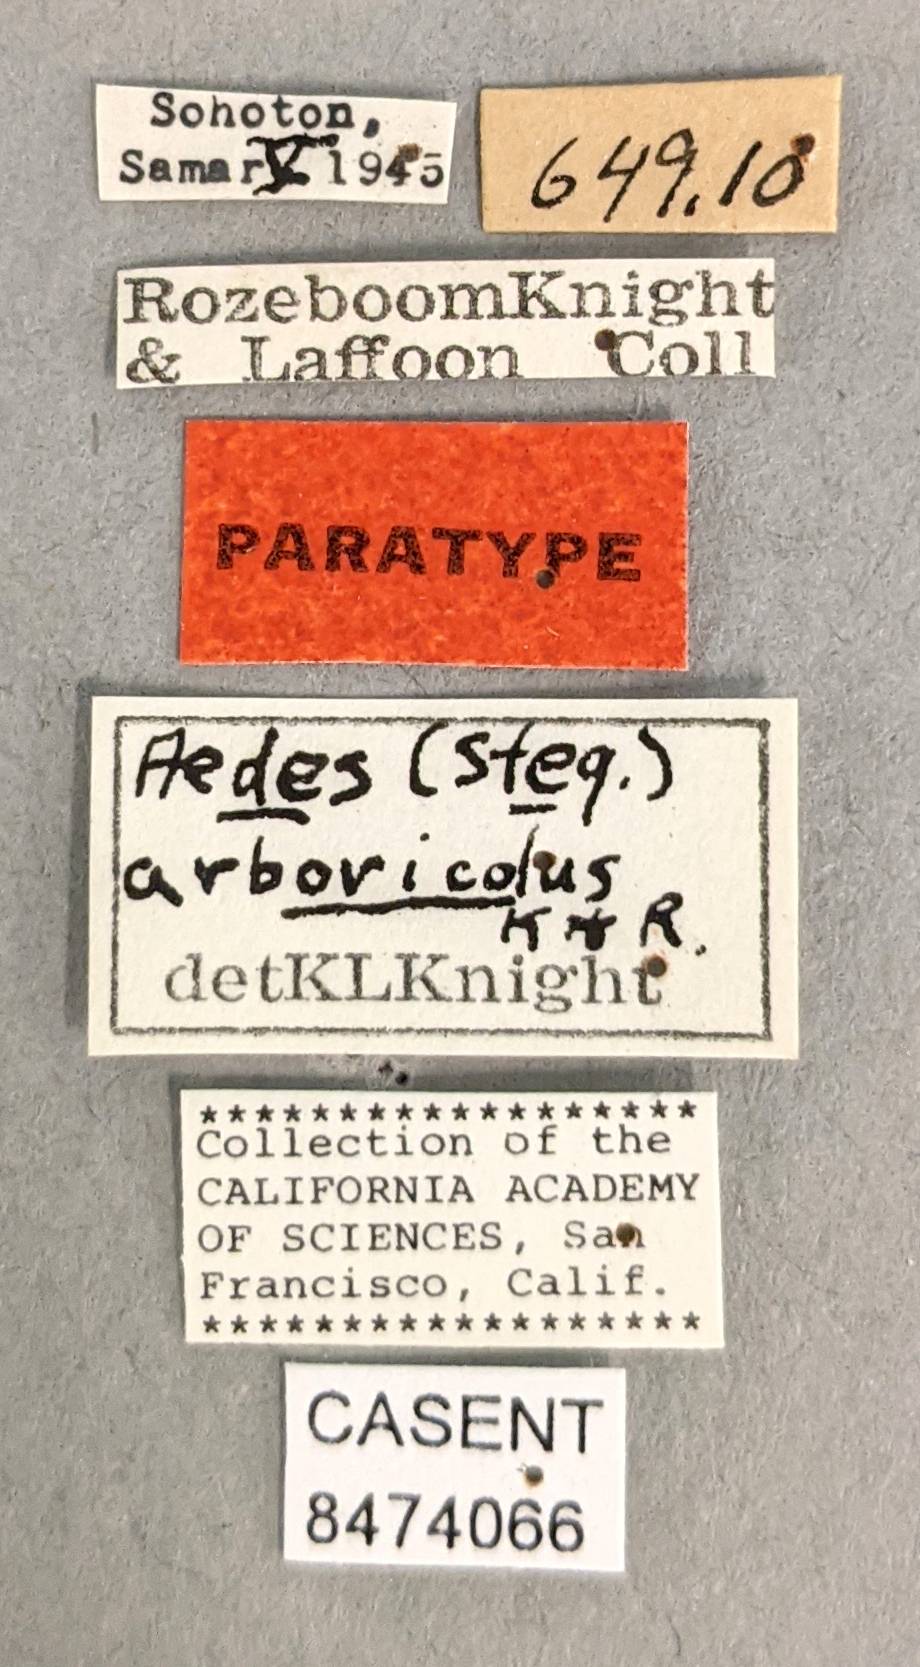 Sohoton,
Samar V 1945
649.10
RozeboomKnight
& Laffoon Coll
PARATYPE
Aedes (Steg.)
arboricolus
K & R.
detKLKnight
******************
Collection of the
CALIFORNIA ACADEMY
OF SCIENCES, San
Francisco, Calif.
******************
CASENT
8474066